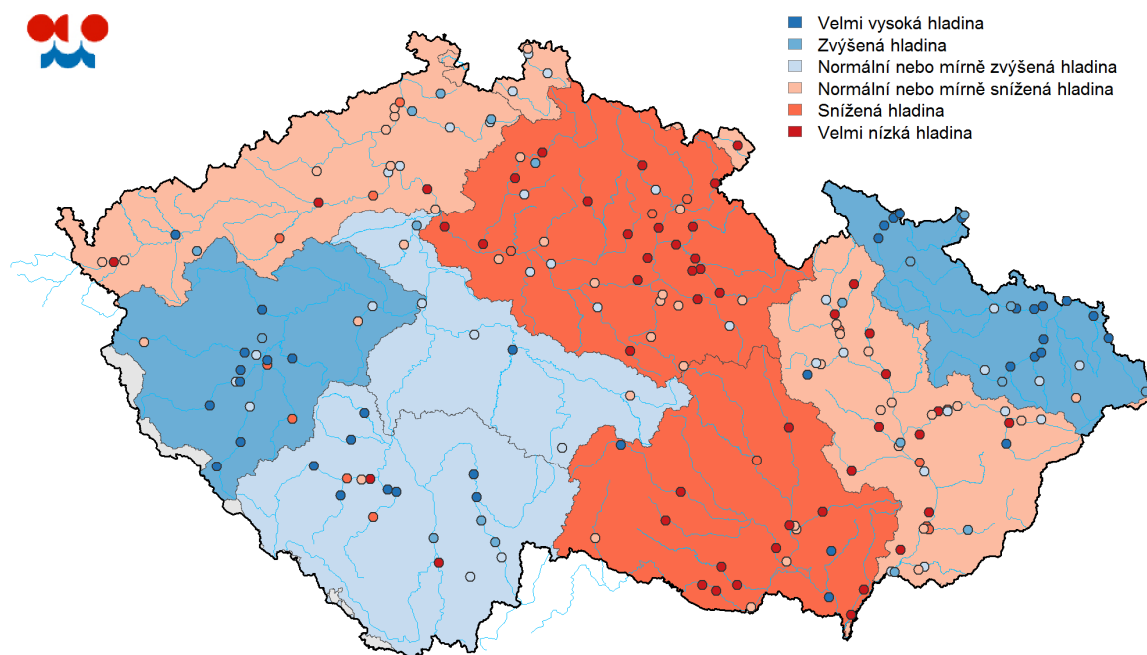 Velmi vysoká hladina
Zvýšená hladina
Normální nebo mírně zvýšená hladina
Normální nebo mírně snížená hladina
Snížená hladina
Velmi nízká hladina